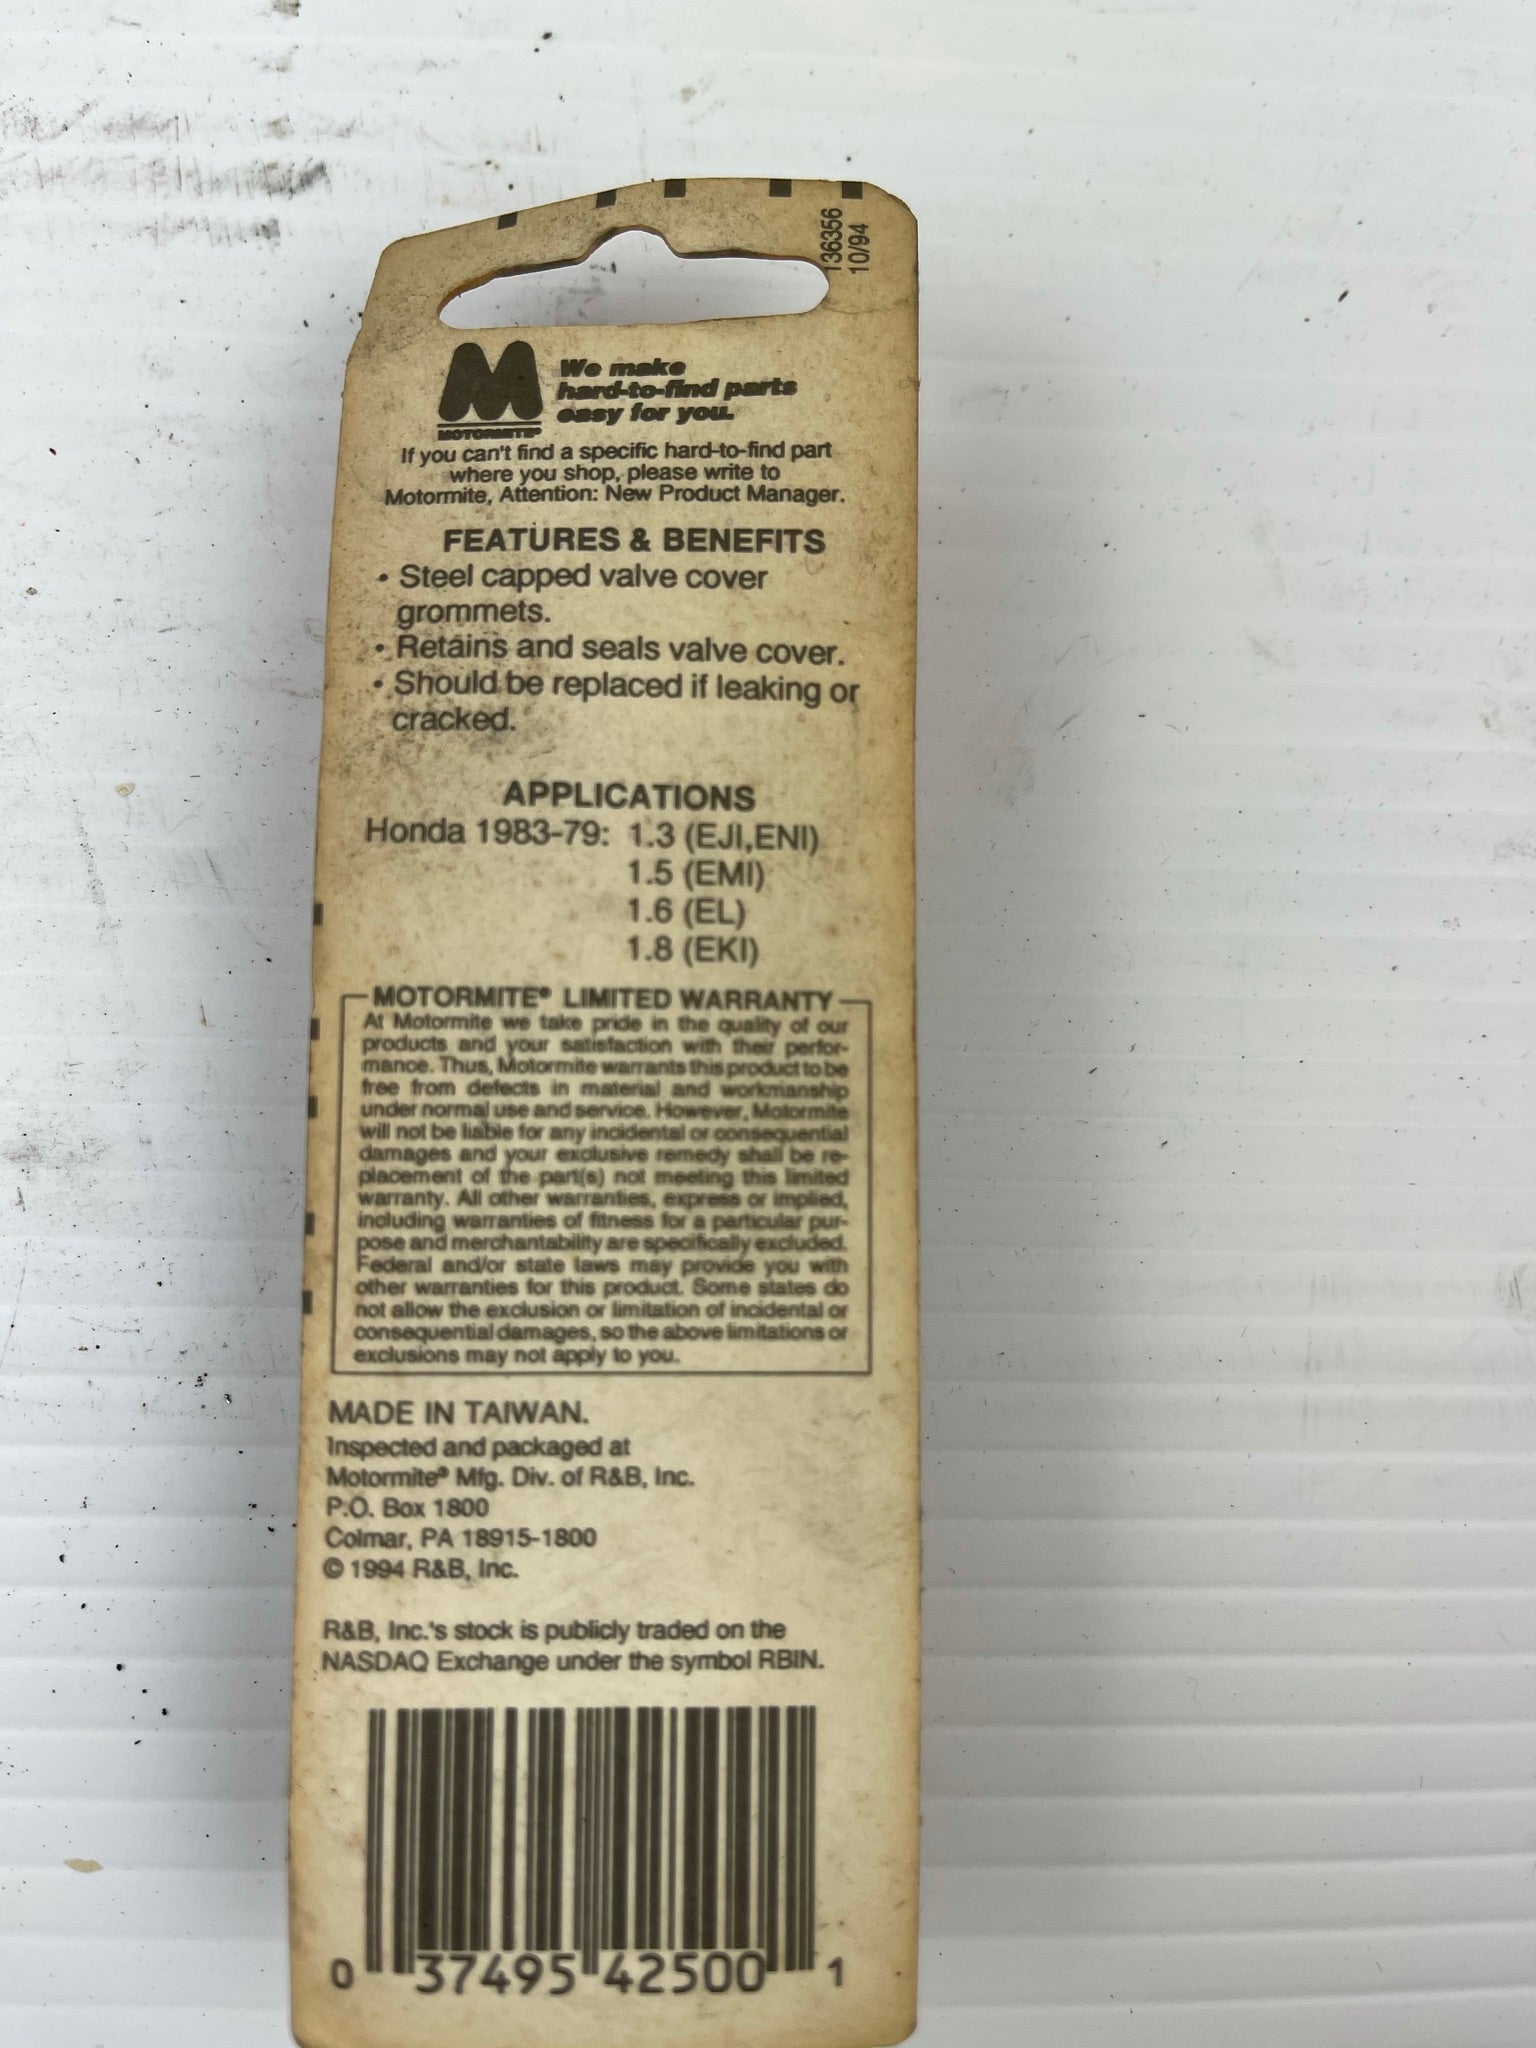 136356
10/94
We make
hard-to-find parts
easy for you.
MOTORMITE®
If you can't find a specific hard-to-find part
where you shop, please write to
Motormite, Attention: New Product Manager.
FEATURES & BENEFITS
• Steel capped valve cover
grommets.
• Retains and seals valve cover.
• Should be replaced if leaking or
cracked.
APPLICATIONS
Honda 1983-79: 1.3 (EJI,ENI)
1.5 (EMI)
1.6 (EL)
1.8 (EKI)
MOTORMITE® LIMITED WARRANTY
At Motormite we take pride in the quality of our
products and your satisfaction with their perfor-
mance. Thus, Motormite warrants this product to be
free from defects in material and workmanship
under normal use and service. However, Motormite
will not be liable for any incidental or consequential
damages and your exclusive remedy shall be re-
placement of the part(s) not meeting this limited
warranty. All other warranties, express or implied,
including warranties of fitness for a particular pur-
pose and merchantability are specifically excluded.
Federal and/or state laws may provide you with
other warranties for this product. Some states do
not allow the exclusion or limitation of incidental or
consequential damages, so the above limitations or
exclusions may not apply to you.
MADE IN TAIWAN.
Inspected and packaged at
Motormite® Mfg. Div. of R&B, Inc.
P.O. Box 1800
Colmar, PA 18915-1800
© 1994 R&B, Inc.
R&B, Inc.'s stock is publicly traded on the
NASDAQ Exchange under the symbol RBIN.
0 37495 42500 1